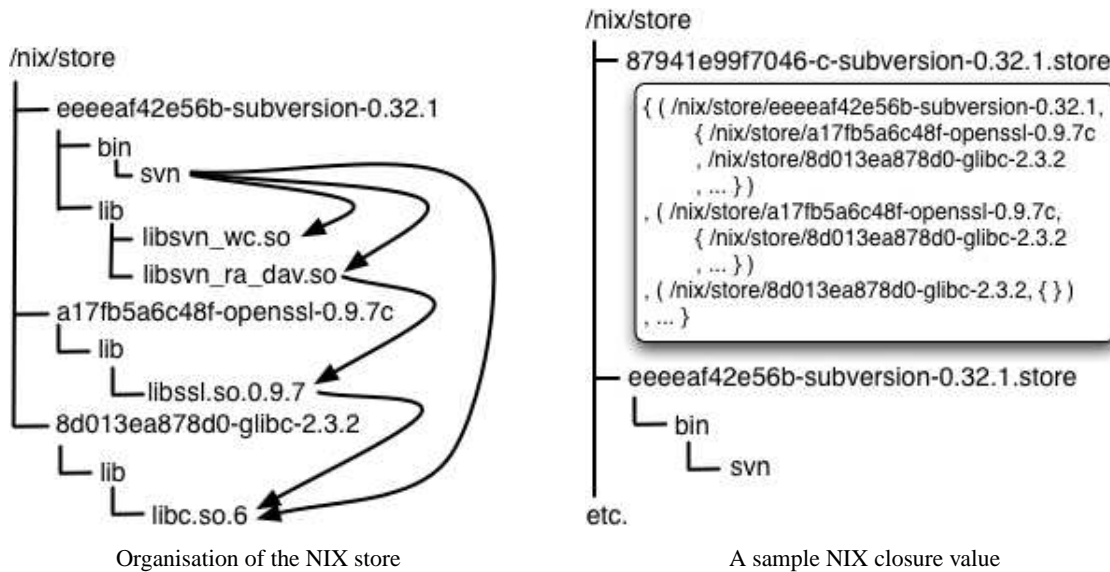 /nix/store
eeeeaf42e56b-subversion-0.32.1
bin
svn
lib
libsvn_wc.so
libsvn_ra_dav.so
a17fb5a6c48f-openssl-0.9.7c
lib
libssl.so.0.9.7
8d013ea878d0-glibc-2.3.2
lib
libc.so.6
Organisation of the NIX store
/nix/store
87941e99f7046-c-subversion-0.32.1.store
{ ( /nix/store/eeeeaf42e56b-subversion-0.32.1,
{ /nix/store/a17fb5a6c48f-openssl-0.9.7c
, /nix/store/8d013ea878d0-glibc-2.3.2
, ... } )
, ( /nix/store/a17fb5a6c48f-openssl-0.9.7c,
{ /nix/store/8d013ea878d0-glibc-2.3.2
, ... } )
, ( /nix/store/8d013ea878d0-glibc-2.3.2, { } )
, ... }
eeeeaf42e56b-subversion-0.32.1.store
bin
svn
etc.
A sample NIX closure value